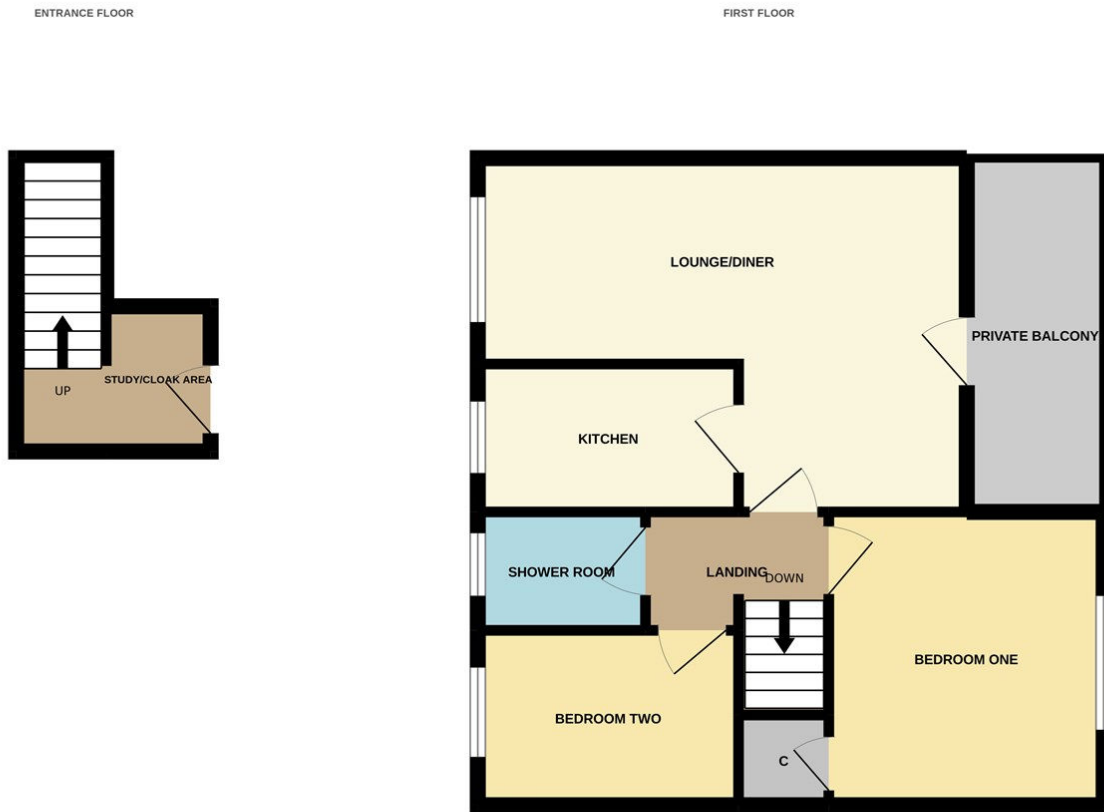 ENTRANCE FLOOR
FIRST FLOOR
LOUNGE/DINER
PRIVATE BALCONY
STUDY/CLOAK AREA
UP
KITCHEN
SHOWER ROOM
LANDING
DOWN
BEDROOM ONE
BEDROOM TWO
C